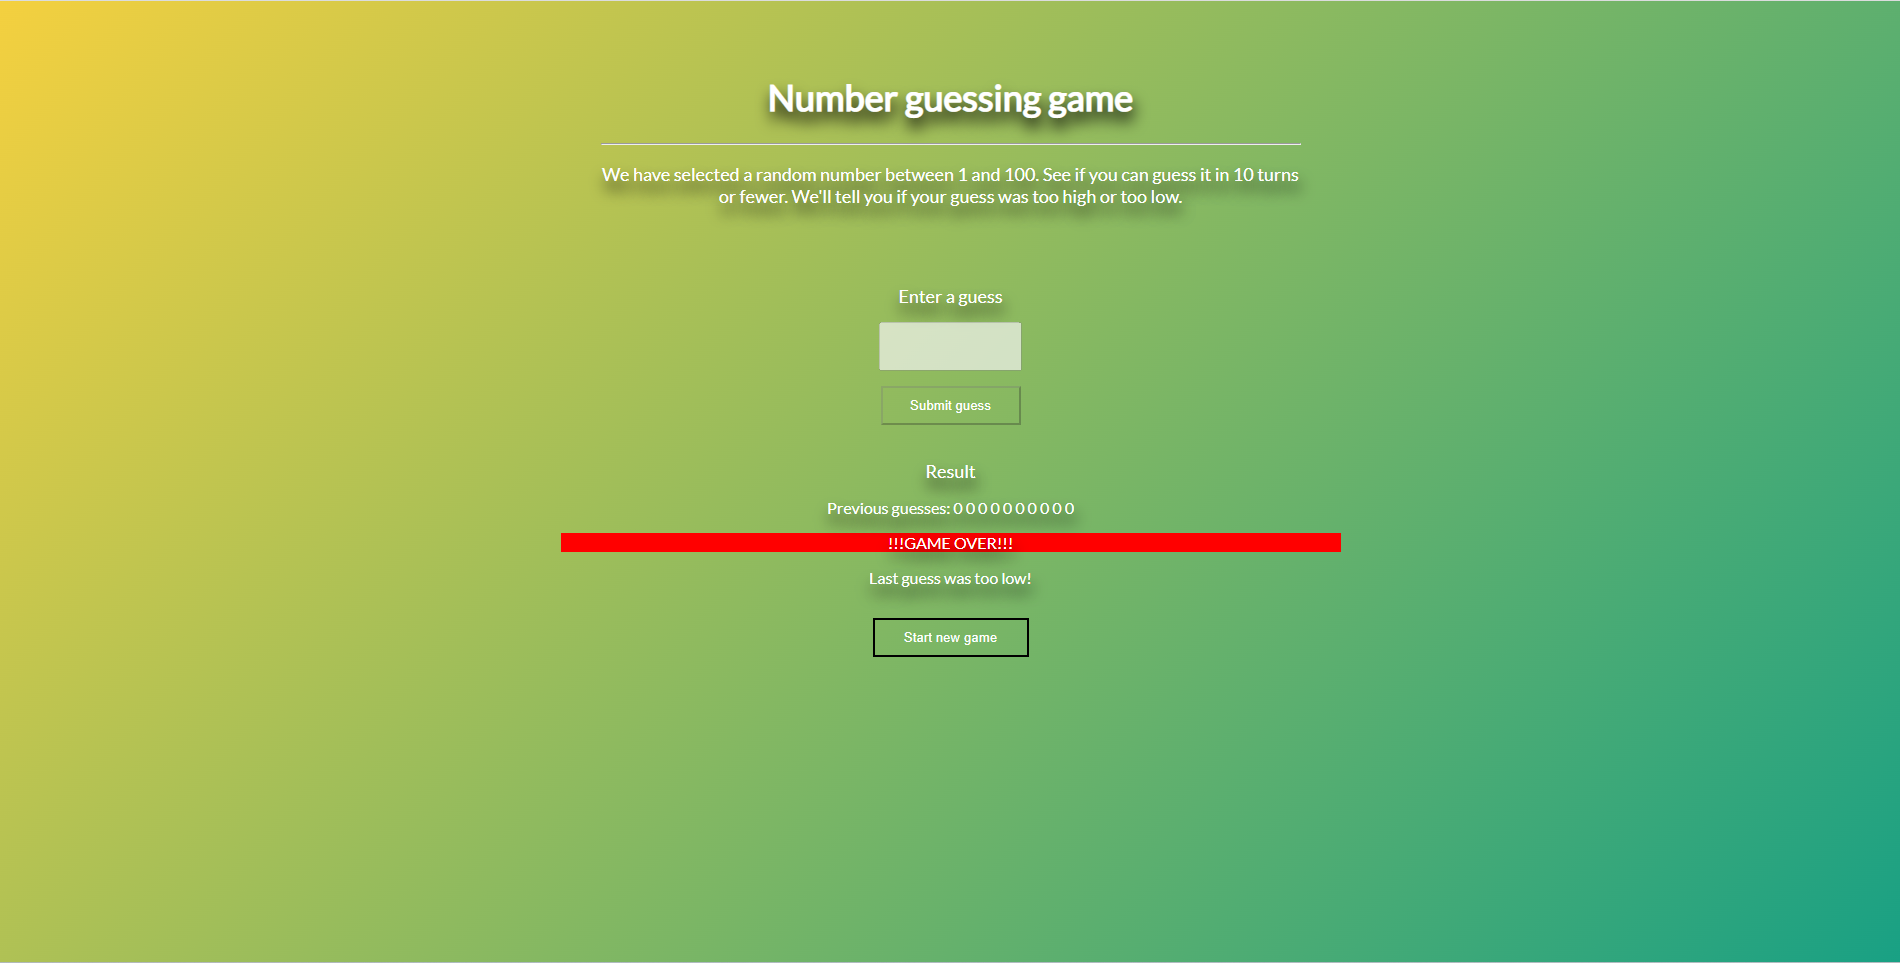 Number guessing game
We have selected a random number between 1 and 100. See if you can guess it in 10 turns
or fewer. We'll tell you if your guess was too high or too low.
Enter a guess
Submit guess
Result
Previous guesses: 0 0 0 0 0 0 0 0 0 0
!!!GAME OVER!!!
Last guess was too low!
Start new game